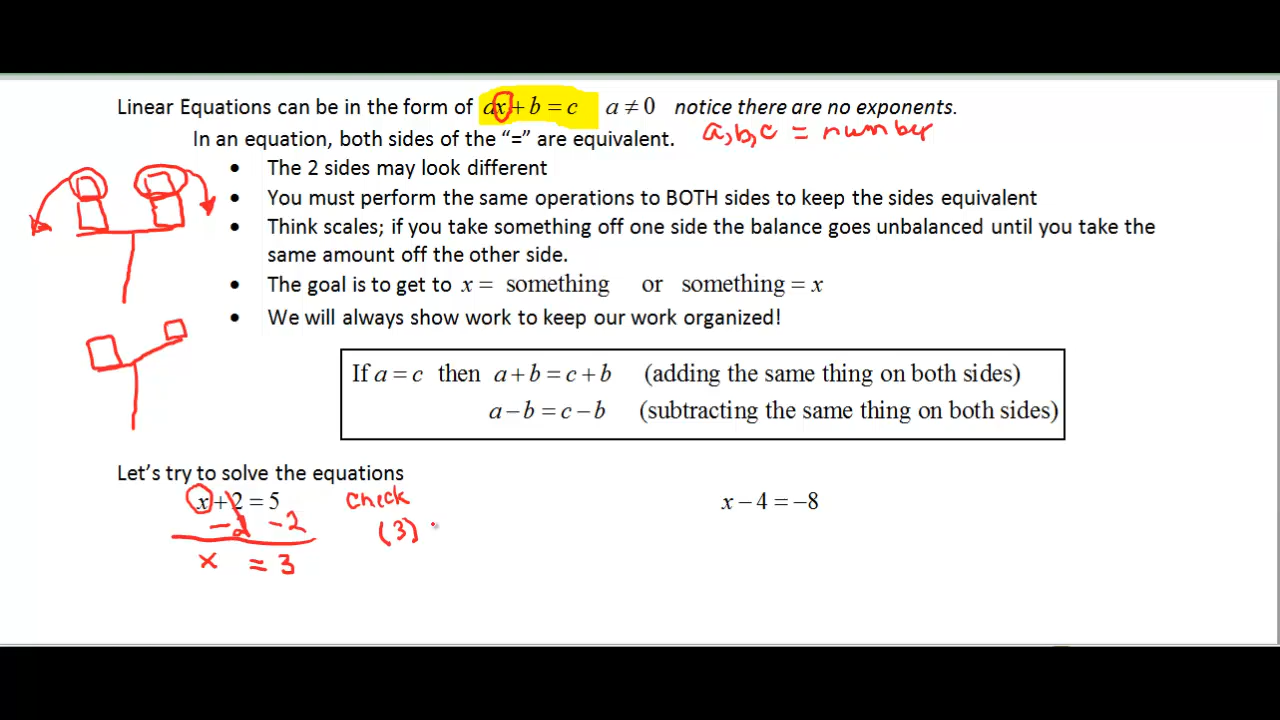 Linear Equations can be in the form of ax + b = c a ≠ 0 notice there are no exponents.
In an equation, both sides of the “=” are equivalent. a, b, c = number
• The 2 sides may look different
• You must perform the same operations to BOTH sides to keep the sides equivalent
• Think scales; if you take something off one side the balance goes unbalanced until you take the
same amount off the other side.
• The goal is to get to x = something or something = x
• We will always show work to keep our work organized!
If a = c then a + b = c + b (adding the same thing on both sides)
a − b = c − b (subtracting the same thing on both sides)
Let’s try to solve the equations
x + 2 = 5 check x − 4 = −8
−2 −2 (3)
x = 3